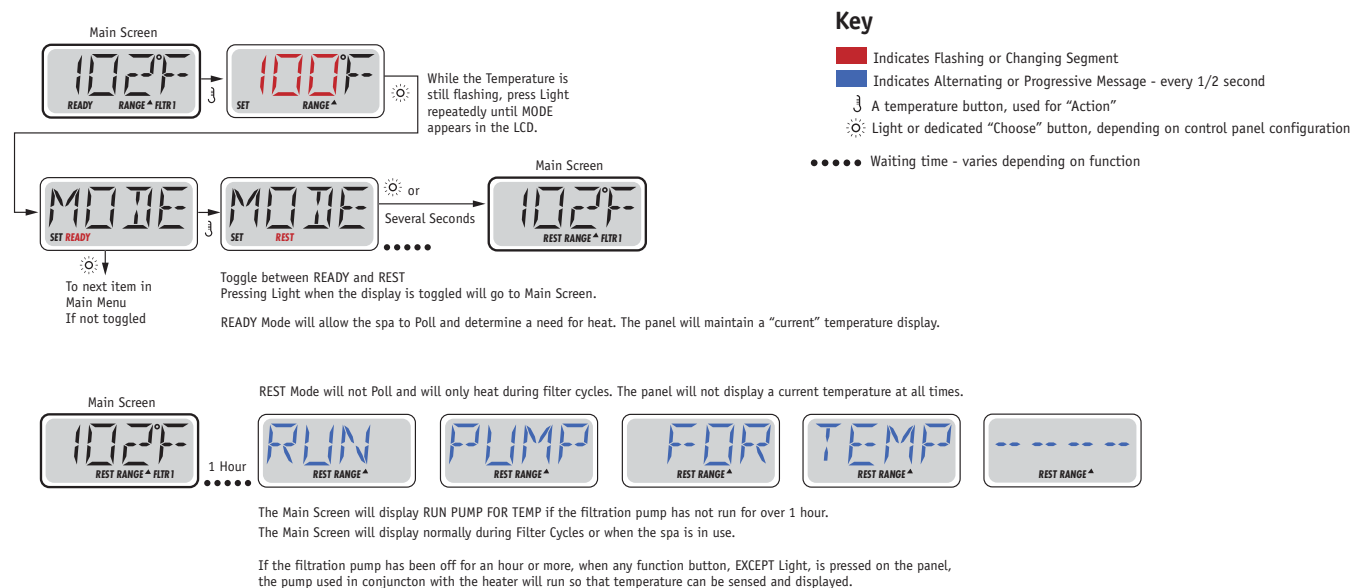 Main Screen
102°F
READY RANGE ▲ FLTR1
100°F
SET RANGE ▲
While the Temperature is
still flashing, press Light
repeatedly until MODE
appears in the LCD.
Key
Indicates Flashing or Changing Segment
Indicates Alternating or Progressive Message - every 1/2 second
A temperature button, used for “Action”
Light or dedicated “Choose” button, depending on control panel configuration
Waiting time - varies depending on function
MODE
SET READY
MODE
SET REST
or
Several Seconds
Main Screen
102°F
REST RANGE ▲ FLTR1
To next item in
Main Menu
If not toggled
Toggle between READY and REST
Pressing Light when the display is toggled will go to Main Screen.
READY Mode will allow the spa to Poll and determine a need for heat. The panel will maintain a “current” temperature display.
REST Mode will not Poll and will only heat during filter cycles. The panel will not display a current temperature at all times.
Main Screen
102°F
REST RANGE ▲ FLTR1
1 Hour
RUN
REST RANGE ▲
PUMP
REST RANGE ▲
FOR
REST RANGE ▲
TEMP
REST RANGE ▲
-- -- -- --
REST RANGE ▲
The Main Screen will display RUN PUMP FOR TEMP if the filtration pump has not run for over 1 hour.
The Main Screen will display normally during Filter Cycles or when the spa is in use.
If the filtration pump has been off for an hour or more, when any function button, EXCEPT Light, is pressed on the panel,
the pump used in conjuncton with the heater will run so that temperature can be sensed and displayed.